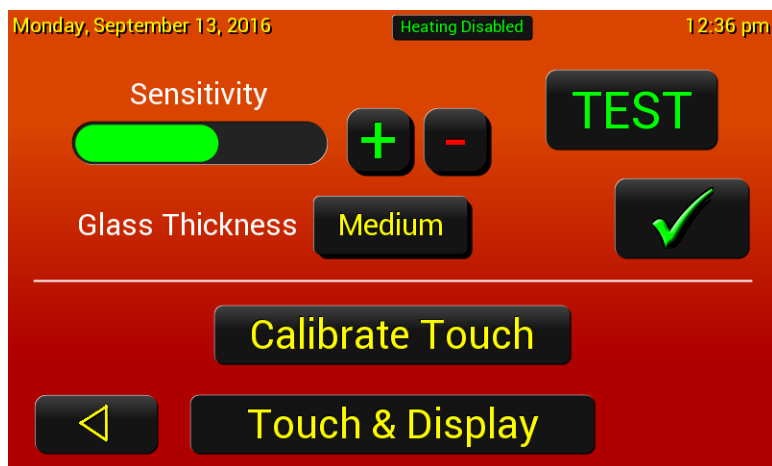 Monday, September 13, 2016 Heating Disabled 12:36 pm
Sensitivity
+ - TEST
Glass Thickness Medium
Calibrate Touch
Touch & Display